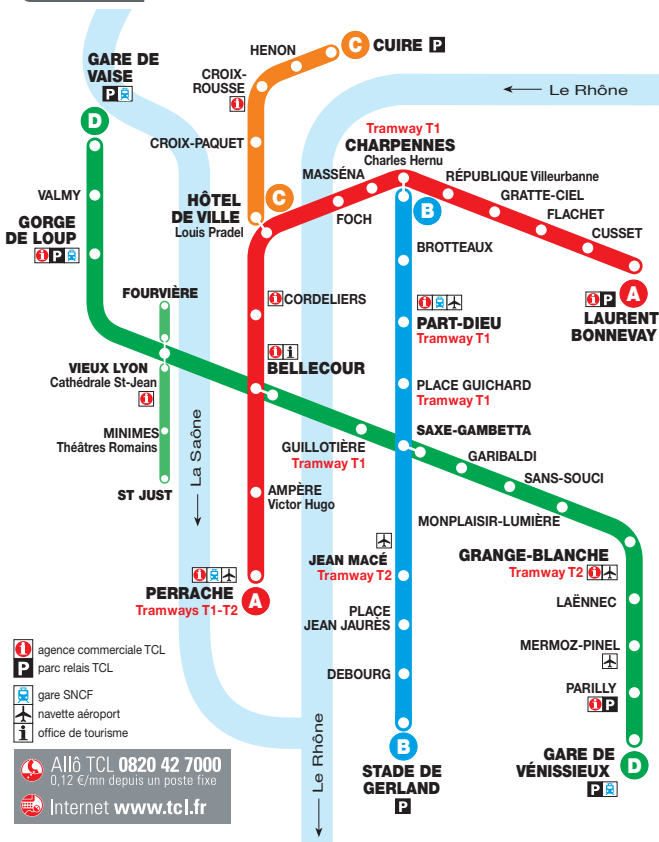 HENON
C
CUIRE P
GARE DE
VAISE
P
CROIX-
ROUSSE
i
Le Rhône
D
Tramway T1
CHARPENNES
Charles Hernu
CROIX-PAQUET
MASSÉNA
RÉPUBLIQUE Villeurbanne
VALMY
HÔTEL
DE VILLE
Louis Pradel
C
GRATTE-CIEL
B
FOCH
FLACHET
GORGE
DE LOUP
i P
CUSSET
BROTTEAUX
FOURVIÈRE
i CORDELIERS
i
i P
A
LAURENT
BONNEVAY
PART-DIEU
Tramway T1
i i
BELLECOUR
VIEUX LYON
Cathédrale St-Jean
i
PLACE GUICHARD
Tramway T1
MINIMES
Théâtres Romains
La Saône
GUILLOTIÈRE
Tramway T1
SAXE-GAMBETTA
GARIBALDI
SANS-SOUCI
ST JUST
AMPÈRE
Victor Hugo
MONPLAISIR-LUMIÈRE
JEAN MACÉ
Tramway T2
GRANGE-BLANCHE
Tramway T2 i
i
PERRACHE
Tramways T1-T2
A
LAËNNEC
PLACE
JEAN JAURÈS
MERMOZ-PINEL
DEBOURG
PARILLY
i P
B
STADE DE
GERLAND
P
Le Rhône
GARE DE
VÉNISSIEUX
P
D
i agence commerciale TCL
P parc relais TCL
gare SNCF
navette aéroport
i office de tourisme
Allô TCL 0820 42 7000
0,12 €/mn depuis un poste fixe
Internet www.tcl.fr